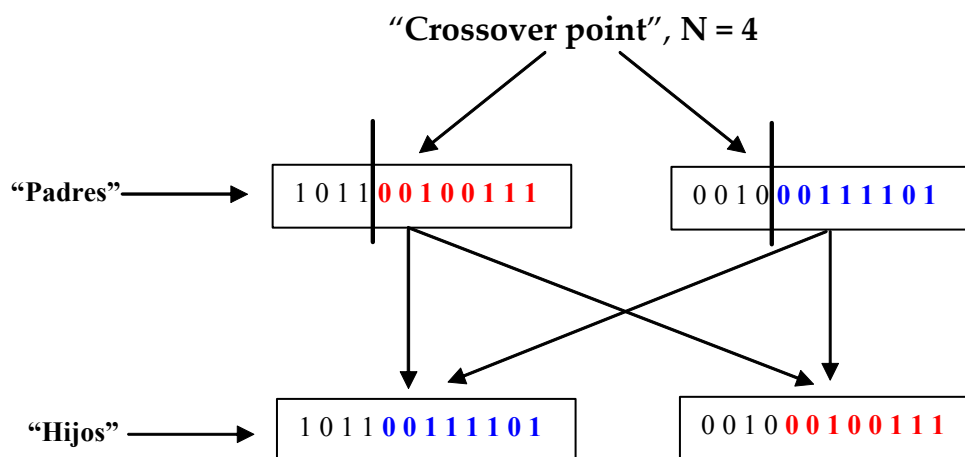 “Crossover point”, N = 4
“Padres”
1 0 1 1 0 0 1 0 0 1 1 1
0 0 1 0 0 0 1 1 1 1 0 1
“Hijos”
1 0 1 1 0 0 1 1 1 1 0 1
0 0 1 0 0 0 1 0 0 1 1 1